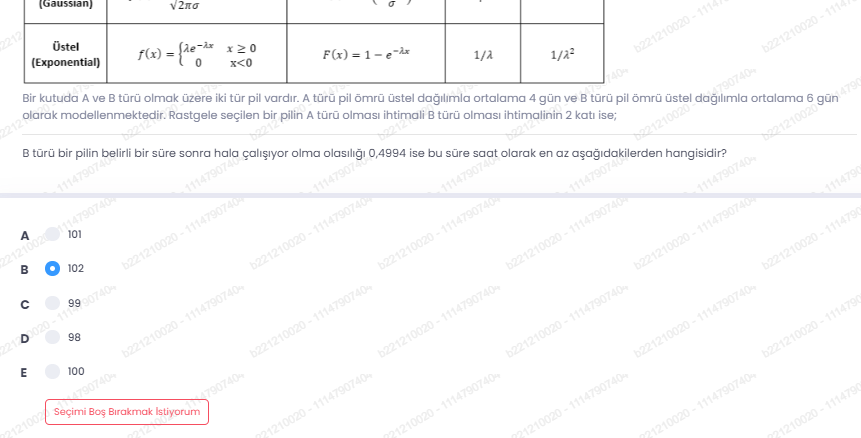 (Gaussian) √2πσ σ
Üstel
(Exponential) f(x) = { λe^{-λx} x ≥ 0
0 x<0
F(x) = 1 − e^{-λx} 1/λ 1/λ²
Bir kutuda A ve B türü olmak üzere iki tür pil vardır. A türü pil ömrü üstel dağılımla ortalama 4 gün ve B türü pil ömrü üstel dağılımla ortalama 6 gün
olarak modellenmektedir. Rastgele seçilen bir pilin A türü olması ihtimali B türü olması ihtimalinin 2 katı ise;
B türü bir pilin belirli bir süre sonra hala çalışıyor olma olasılığı 0,4994 ise bu süre saat olarak en az aşağıdakilerden hangisidir?
A 101
B 102
C 99
D 98
E 100
Seçimi Boş Bırakmak İstiyorum
b221210020 - 1114790740